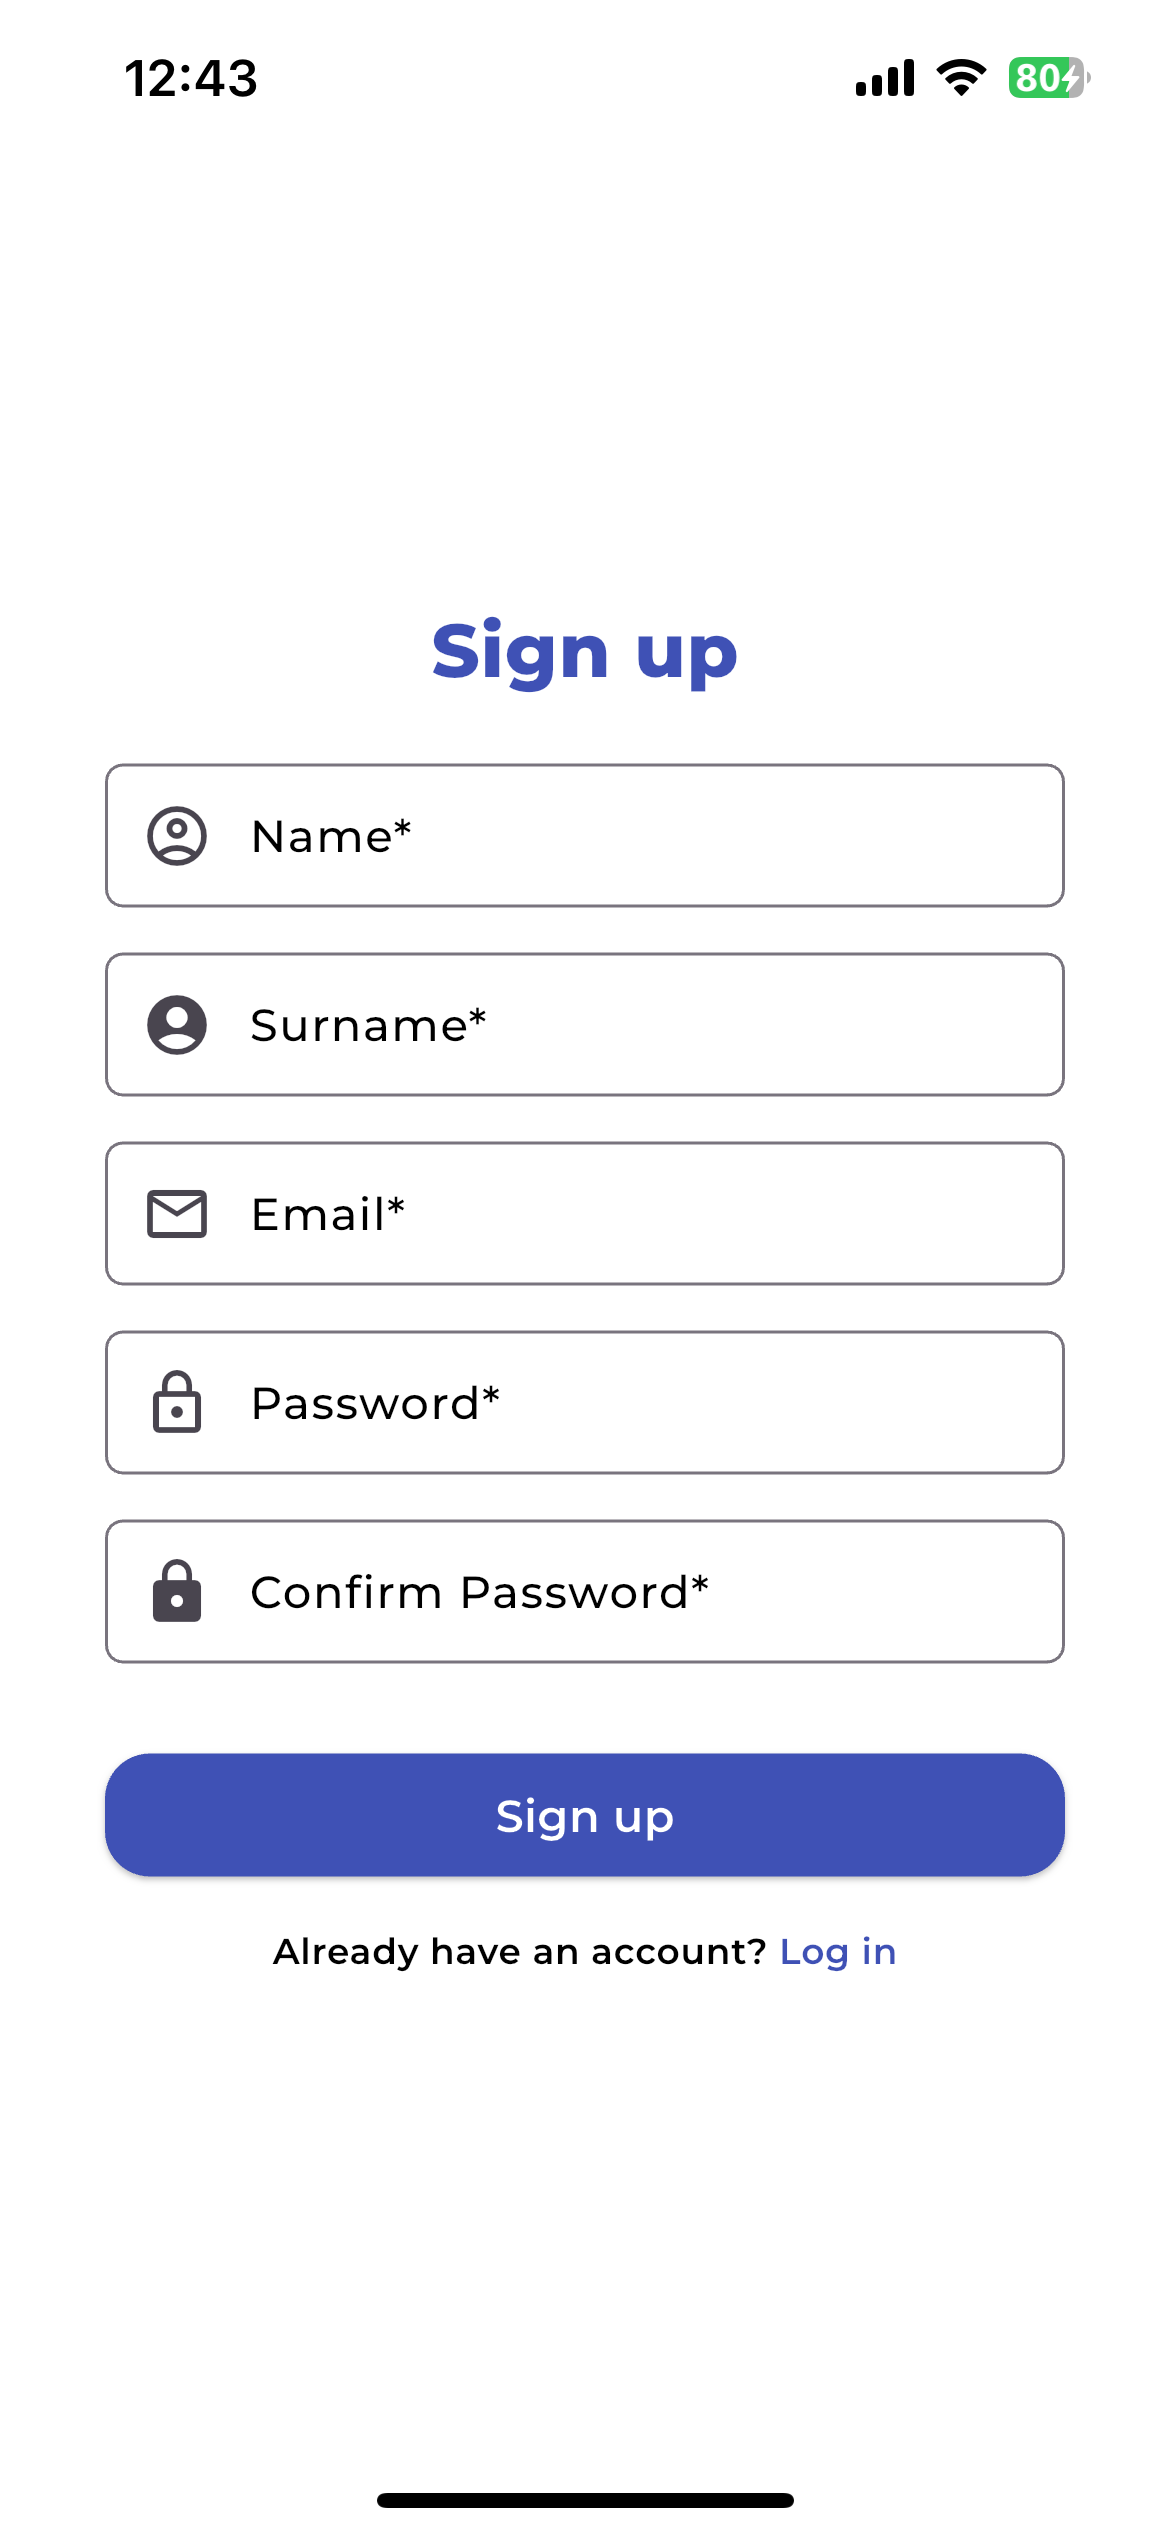 12:43
80
Sign up
Name*
Surname*
Email*
Password*
Confirm Password*
Sign up
Already have an account? Log in